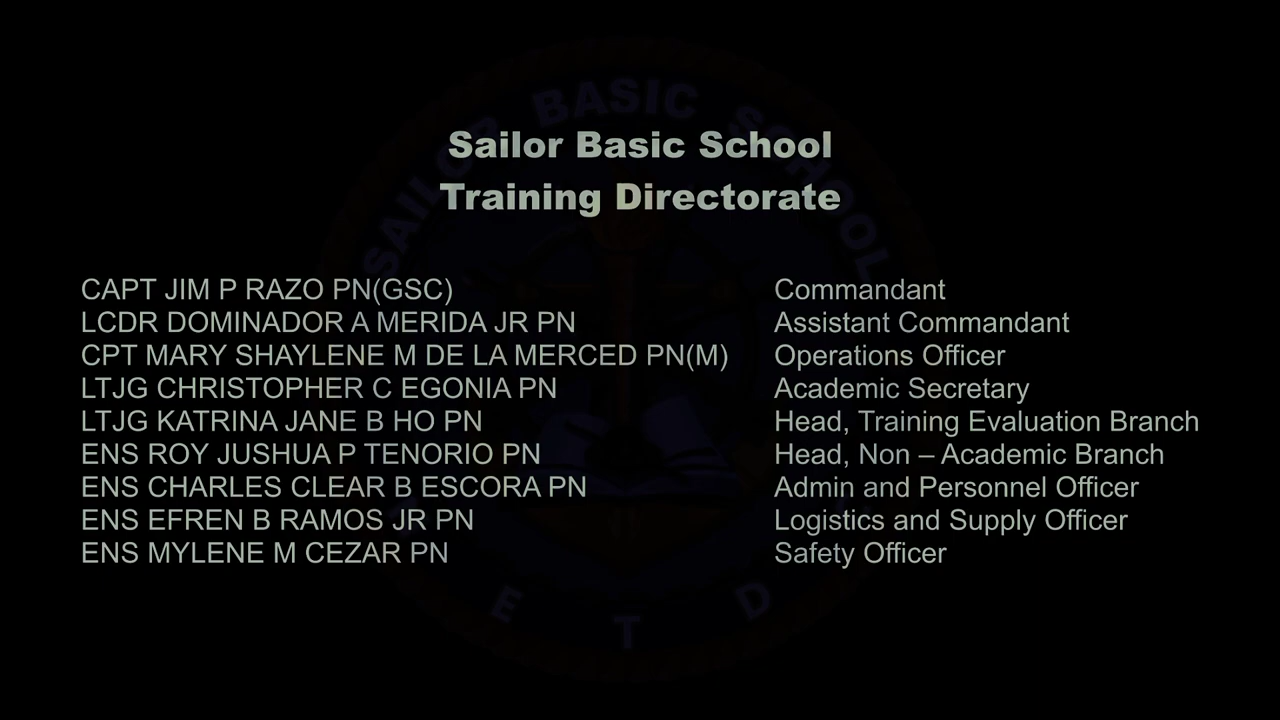 SAILOR BASIC SCHOOL
Sailor Basic School
Training Directorate
CAPT JIM P RAZO PN(GSC) Commandant
LCDR DOMINADOR A MERIDA JR PN Assistant Commandant
CPT MARY SHAYLENE M DE LA MERCED PN(M) Operations Officer
LTJG CHRISTOPHER C EGONIA PN Academic Secretary
LTJG KATRINA JANE B HO PN Head, Training Evaluation Branch
ENS ROY JUSHUA P TENORIO PN Head, Non – Academic Branch
ENS CHARLES CLEAR B ESCORA PN Admin and Personnel Officer
ENS EFREN B RAMOS JR PN Logistics and Supply Officer
ENS MYLENE M CEZAR PN Safety Officer
E T D